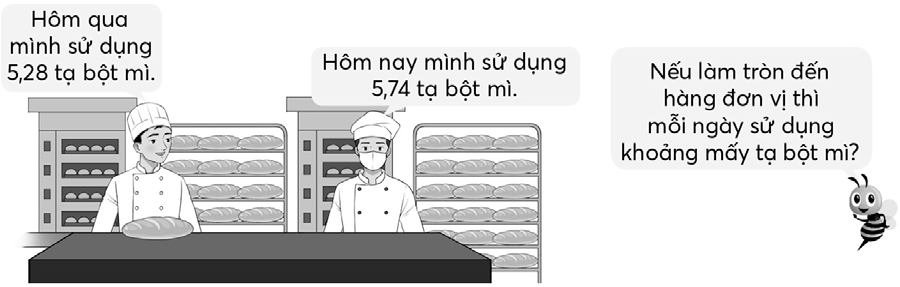 Hôm qua
mình sử dụng
5,28 tạ bột mì.
Hôm nay mình sử dụng
5,74 tạ bột mì.
Nếu làm tròn đến
hàng đơn vị thì
mỗi ngày sử dụng
khoảng mấy tạ bột mì?